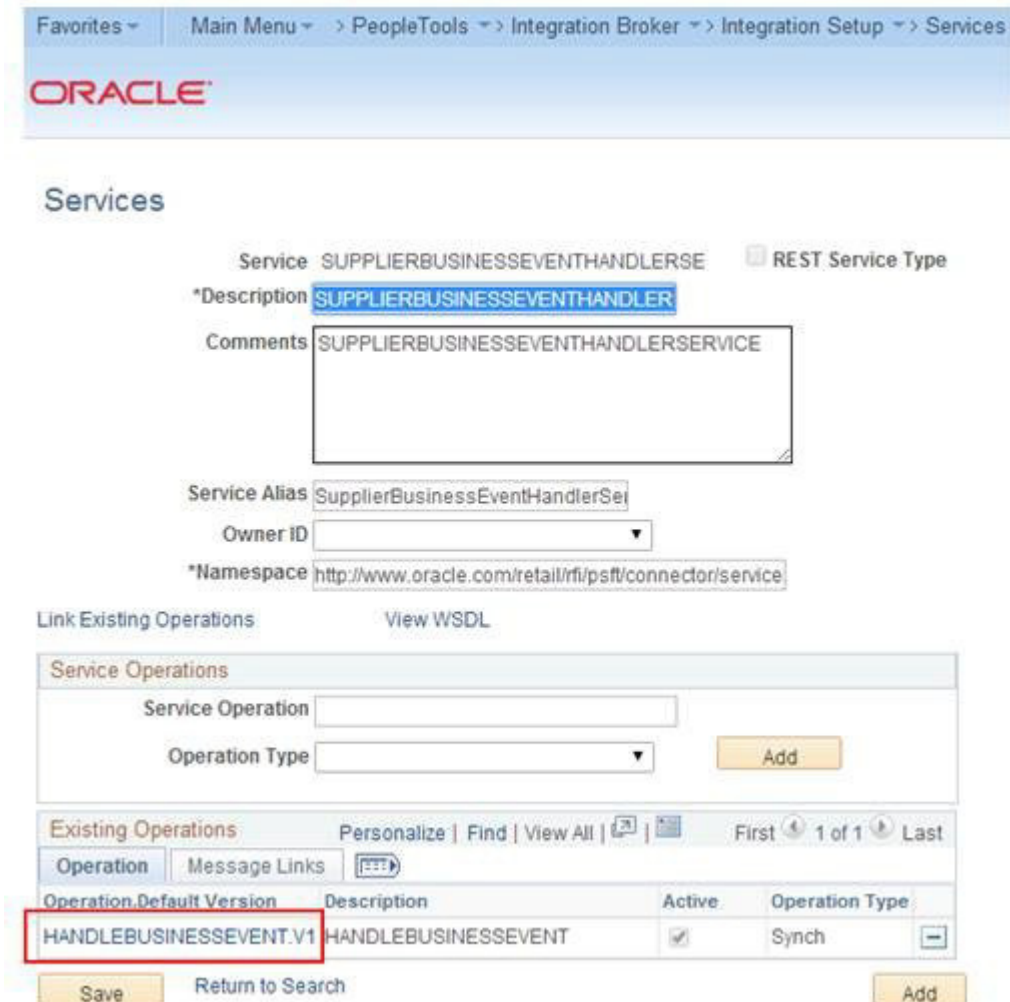 Favorites Main Menu > PeopleTools > Integration Broker > Integration Setup > Services
ORACLE
Services
Service SUPPLIERBUSINESSEVENTHANDLERSE REST Service Type
*Description SUPPLIERBUSINESSEVENTHANDLER
Comments SUPPLIERBUSINESSEVENTHANDLERSERVICE
Service Alias SupplierBusinessEventHandlerSer
Owner ID
*Namespace http://www.oracle.com/retail/rfi/psft/connector/service
Link Existing Operations View WSDL
Service Operations
Service Operation
Operation Type Add
Existing Operations Personalize | Find | View All | | First 1 of 1 Last
Operation Message Links
Operation.Default Version Description Active Operation Type
HANDLEBUSINESSEVENT.V1 HANDLEBUSINESSEVENT Synch
Save Return to Search Add